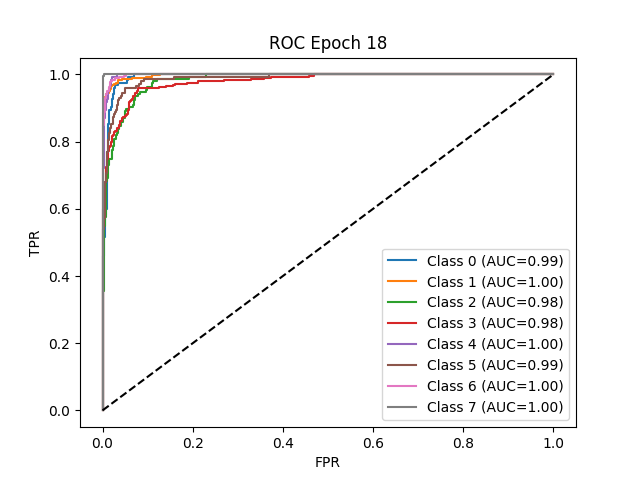 ROC Epoch 18
1.0
0.8
0.6
0.4
0.2
0.0
TPR
Class 0 (AUC=0.99)
Class 1 (AUC=1.00)
Class 2 (AUC=0.98)
Class 3 (AUC=0.98)
Class 4 (AUC=1.00)
Class 5 (AUC=0.99)
Class 6 (AUC=1.00)
Class 7 (AUC=1.00)
0.0 0.2 0.4 0.6 0.8 1.0
FPR